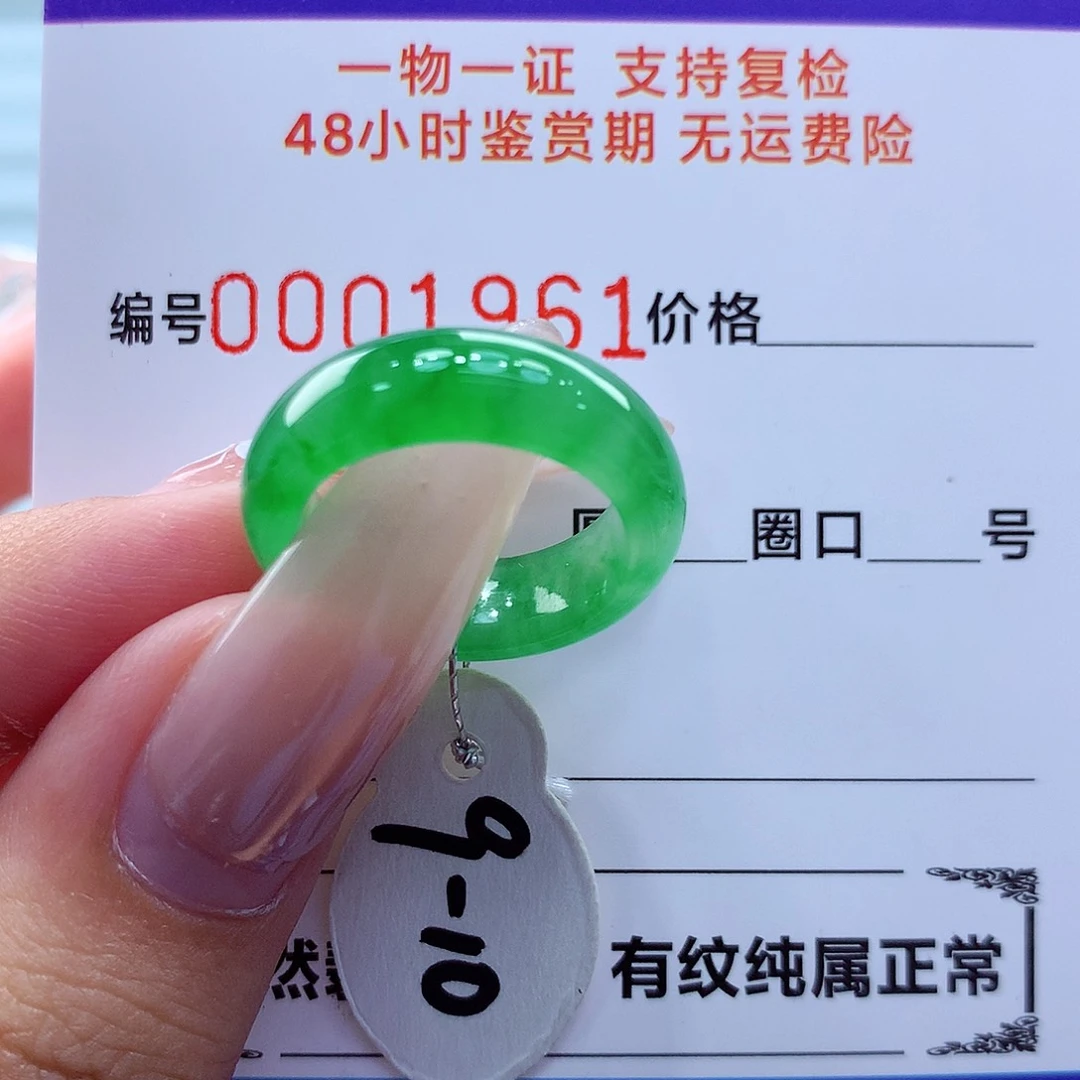 一物一证 支持复检
48小时鉴赏期 无运费险
编号0001961价格
圈口 号
9-10
然 有纹纯属正常